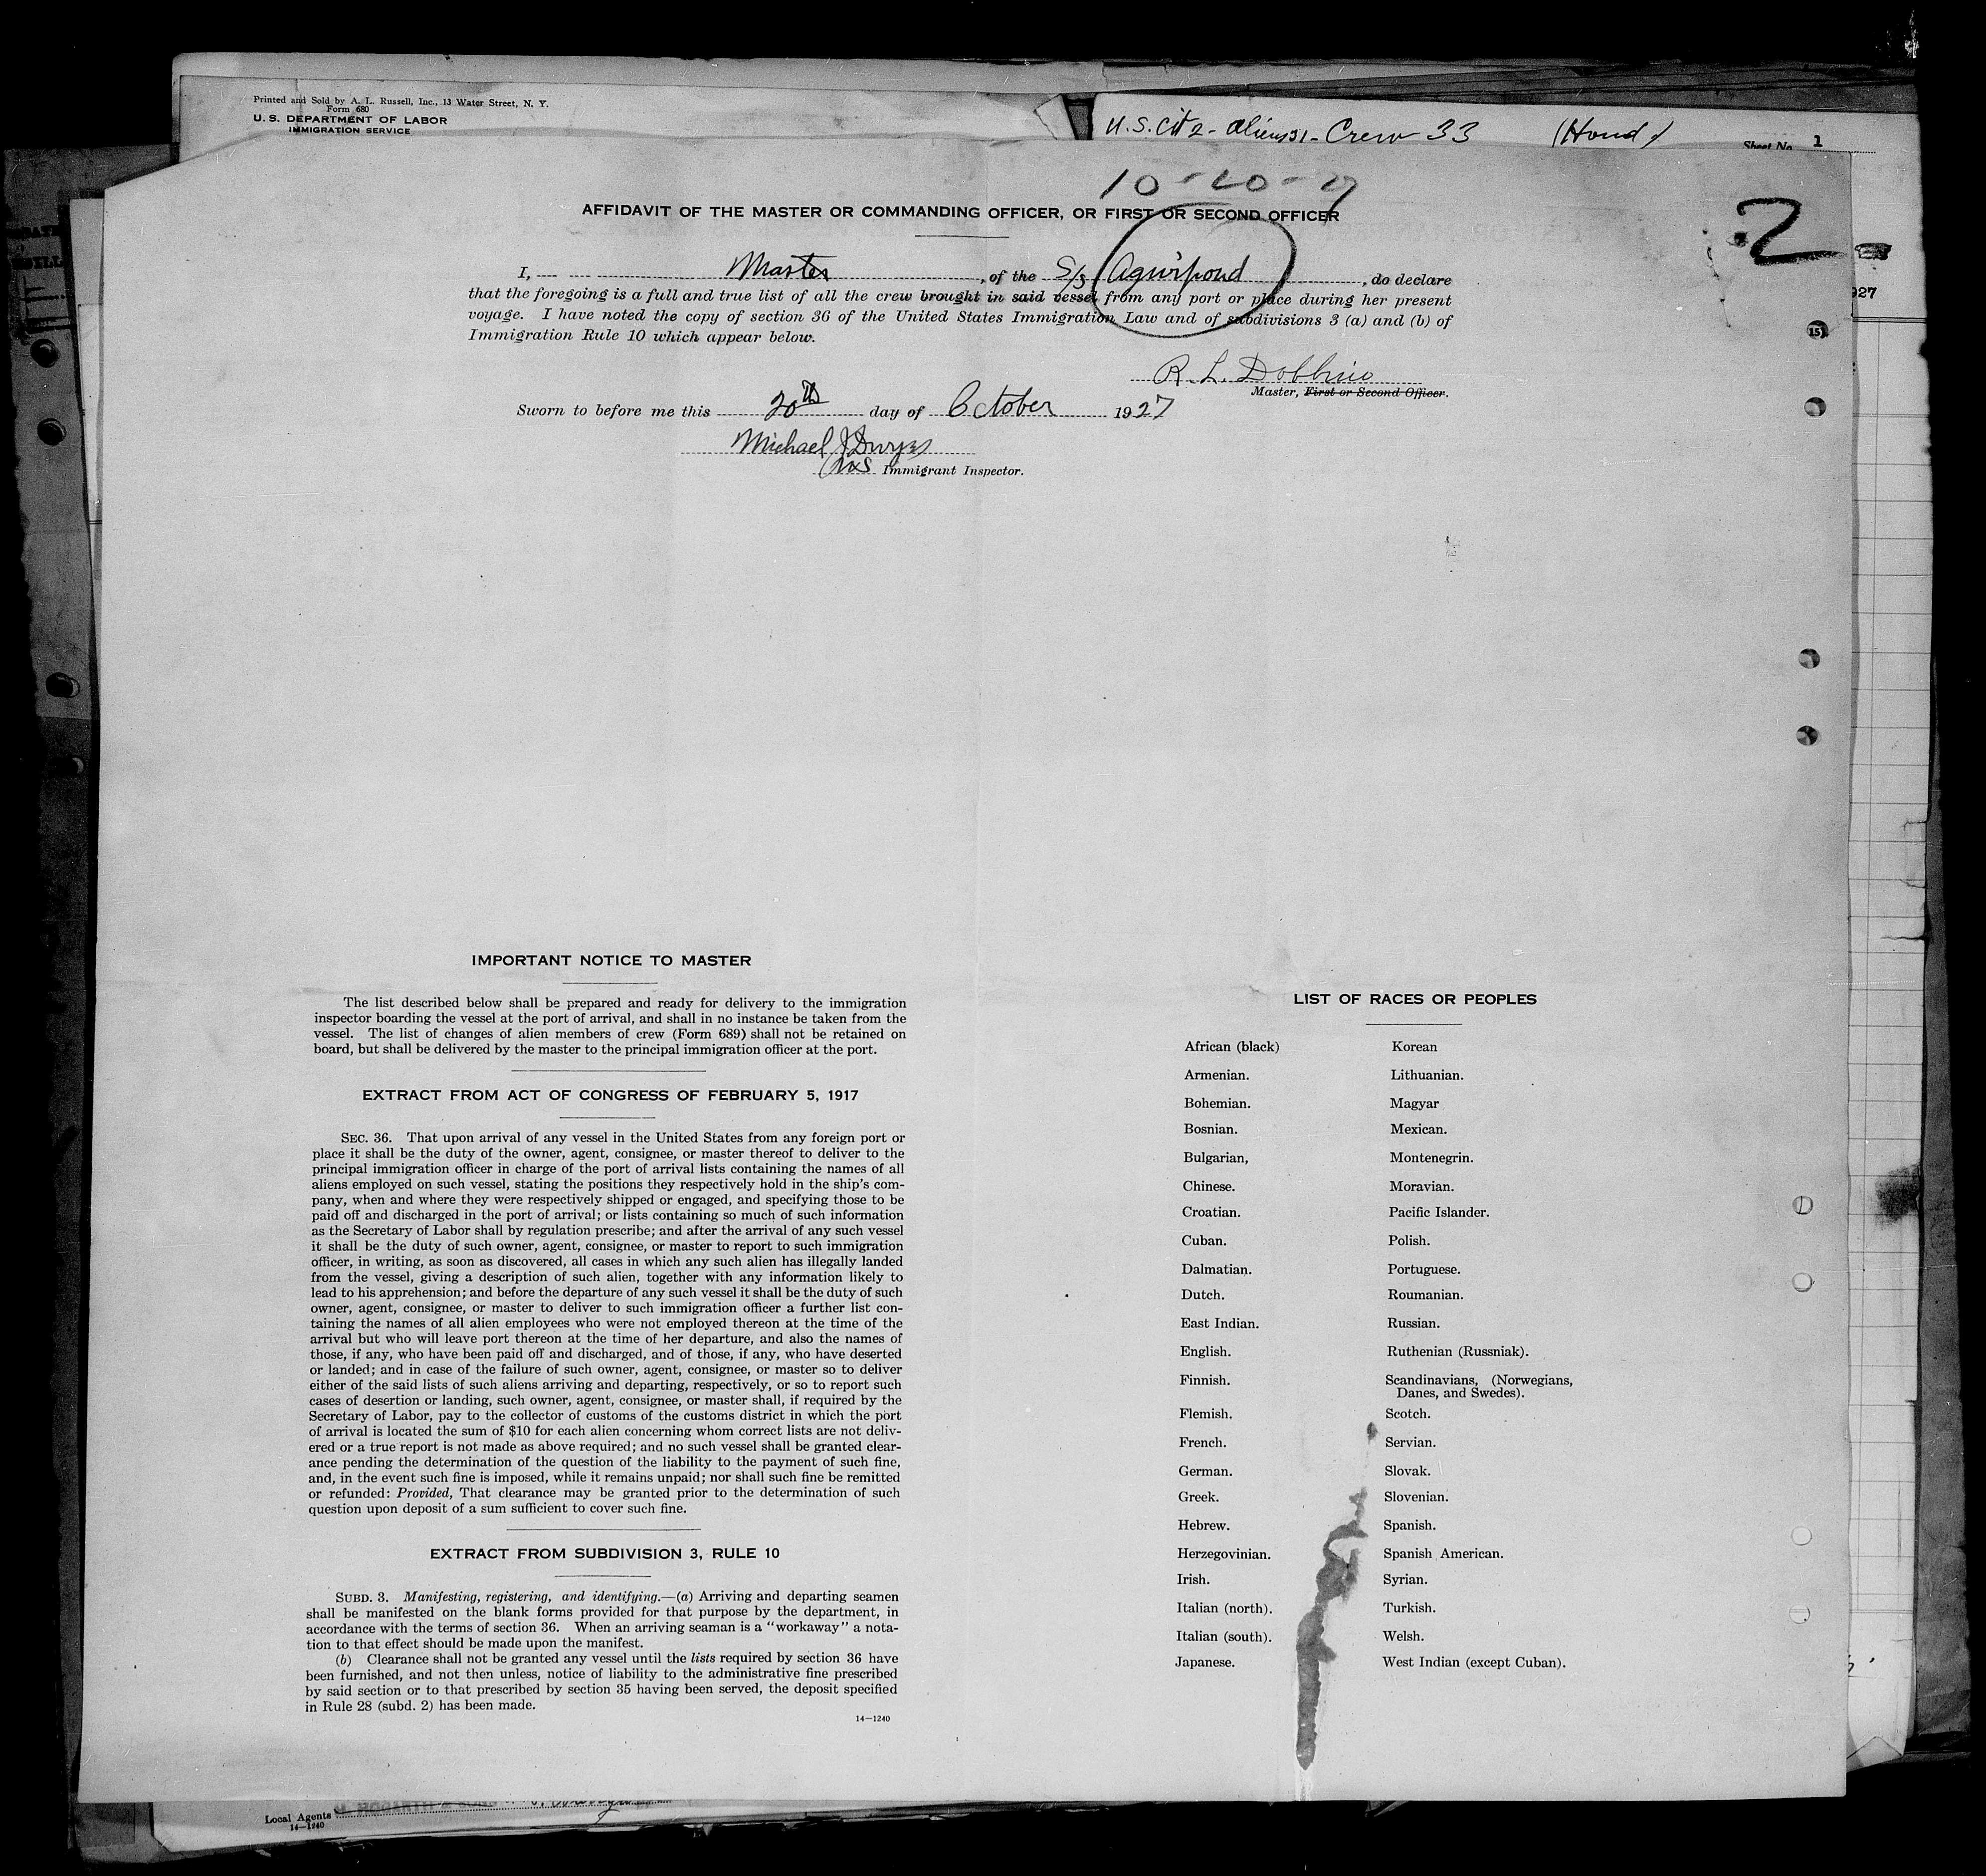 Printed and Sold by A. L. Russell, Inc., 13 Water Street, N. Y.
Form 680
U. S. DEPARTMENT OF LABOR
IMMIGRATION SERVICE
U.S. Cit 2 - aliens 31 - Crew 33 (Hond)
Sheet No. 1
10-20-27
2
AFFIDAVIT OF THE MASTER OR COMMANDING OFFICER, OR FIRST OR SECOND OFFICER
I, Master, of the S/S Aguirpond, do declare
that the foregoing is a full and true list of all the crew brought in said vessel from any port or place during her present
voyage. I have noted the copy of section 36 of the United States Immigration Law and of subdivisions 3 (a) and (b) of
Immigration Rule 10 which appear below.
R. L. Dobbins
Master, First or Second Officer.
Sworn to before me this 20th day of October 1927
Michael J
Immigrant Inspector.
927
IMPORTANT NOTICE TO MASTER
The list described below shall be prepared and ready for delivery to the immigration
inspector boarding the vessel at the port of arrival, and shall in no instance be taken from the
vessel. The list of changes of alien members of crew (Form 689) shall not be retained on
board, but shall be delivered by the master to the principal immigration officer at the port.
EXTRACT FROM ACT OF CONGRESS OF FEBRUARY 5, 1917
SEC. 36. That upon arrival of any vessel in the United States from any foreign port or
place it shall be the duty of the owner, agent, consignee, or master thereof to deliver to the
principal immigration officer in charge of the port of arrival lists containing the names of all
aliens employed on such vessel, stating the positions they respectively hold in the ship's com-
pany, when and where they were respectively shipped or engaged, and specifying those to be
paid off and discharged in the port of arrival; or lists containing so much of such information
as the Secretary of Labor shall by regulation prescribe; and after the arrival of any such vessel
it shall be the duty of such owner, agent, consignee, or master to report to such immigration
officer, in writing, as soon as discovered, all cases in which any such alien has illegally landed
from the vessel, giving a description of such alien, together with any information likely to
lead to his apprehension; and before the departure of any such vessel it shall be the duty of such
owner, agent, consignee, or master to deliver to such immigration officer a further list con-
taining the names of all alien employees who were not employed thereon at the time of the
arrival but who will leave port thereon at the time of her departure, and also the names of
those, if any, who have been paid off and discharged, and of those, if any, who have deserted
or landed; and in case of the failure of such owner, agent, consignee, or master so to deliver
either of the said lists of such aliens arriving and departing, respectively, or so to report such
cases of desertion or landing, such owner, agent, consignee, or master shall, if required by the
Secretary of Labor, pay to the collector of customs of the customs district in which the port
of arrival is located the sum of $10 for each alien concerning whom correct lists are not deliv-
ered or a true report is not made as above required; and no such vessel shall be granted clear-
ance pending the determination of the question of the liability to the payment of such fine,
and, in the event such fine is imposed, while it remains unpaid; nor shall such fine be remitted
or refunded: Provided, That clearance may be granted prior to the determination of such
question upon deposit of a sum sufficient to cover such fine.
EXTRACT FROM SUBDIVISION 3, RULE 10
SUBD. 3. Manifesting, registering, and identifying.—(a) Arriving and departing seamen
shall be manifested on the blank forms provided for that purpose by the department, in
accordance with the terms of section 36. When an arriving seaman is a "workaway" a nota-
tion to that effect should be made upon the manifest.
(b) Clearance shall not be granted any vessel until the lists required by section 36 have
been furnished, and not then unless, notice of liability to the administrative fine prescribed
by said section or to that prescribed by section 35 having been served, the deposit specified
in Rule 28 (subd. 2) has been made.
14—1240
LIST OF RACES OR PEOPLES
African (black) Korean
Armenian. Lithuanian.
Bohemian. Magyar
Bosnian. Mexican.
Bulgarian, Montenegrin.
Chinese. Moravian.
Croatian. Pacific Islander.
Cuban. Polish.
Dalmatian. Portuguese.
Dutch. Roumanian.
East Indian. Russian.
English. Ruthenian (Russniak).
Finnish. Scandinavians, (Norwegians,
Danes, and Swedes).
Flemish. Scotch.
French. Servian.
German. Slovak.
Greek. Slovenian.
Hebrew. Spanish.
Herzegovinian. Spanish American.
Irish. Syrian.
Italian (north). Turkish.
Italian (south). Welsh.
Japanese. West Indian (except Cuban).
Local Agents
14—1240